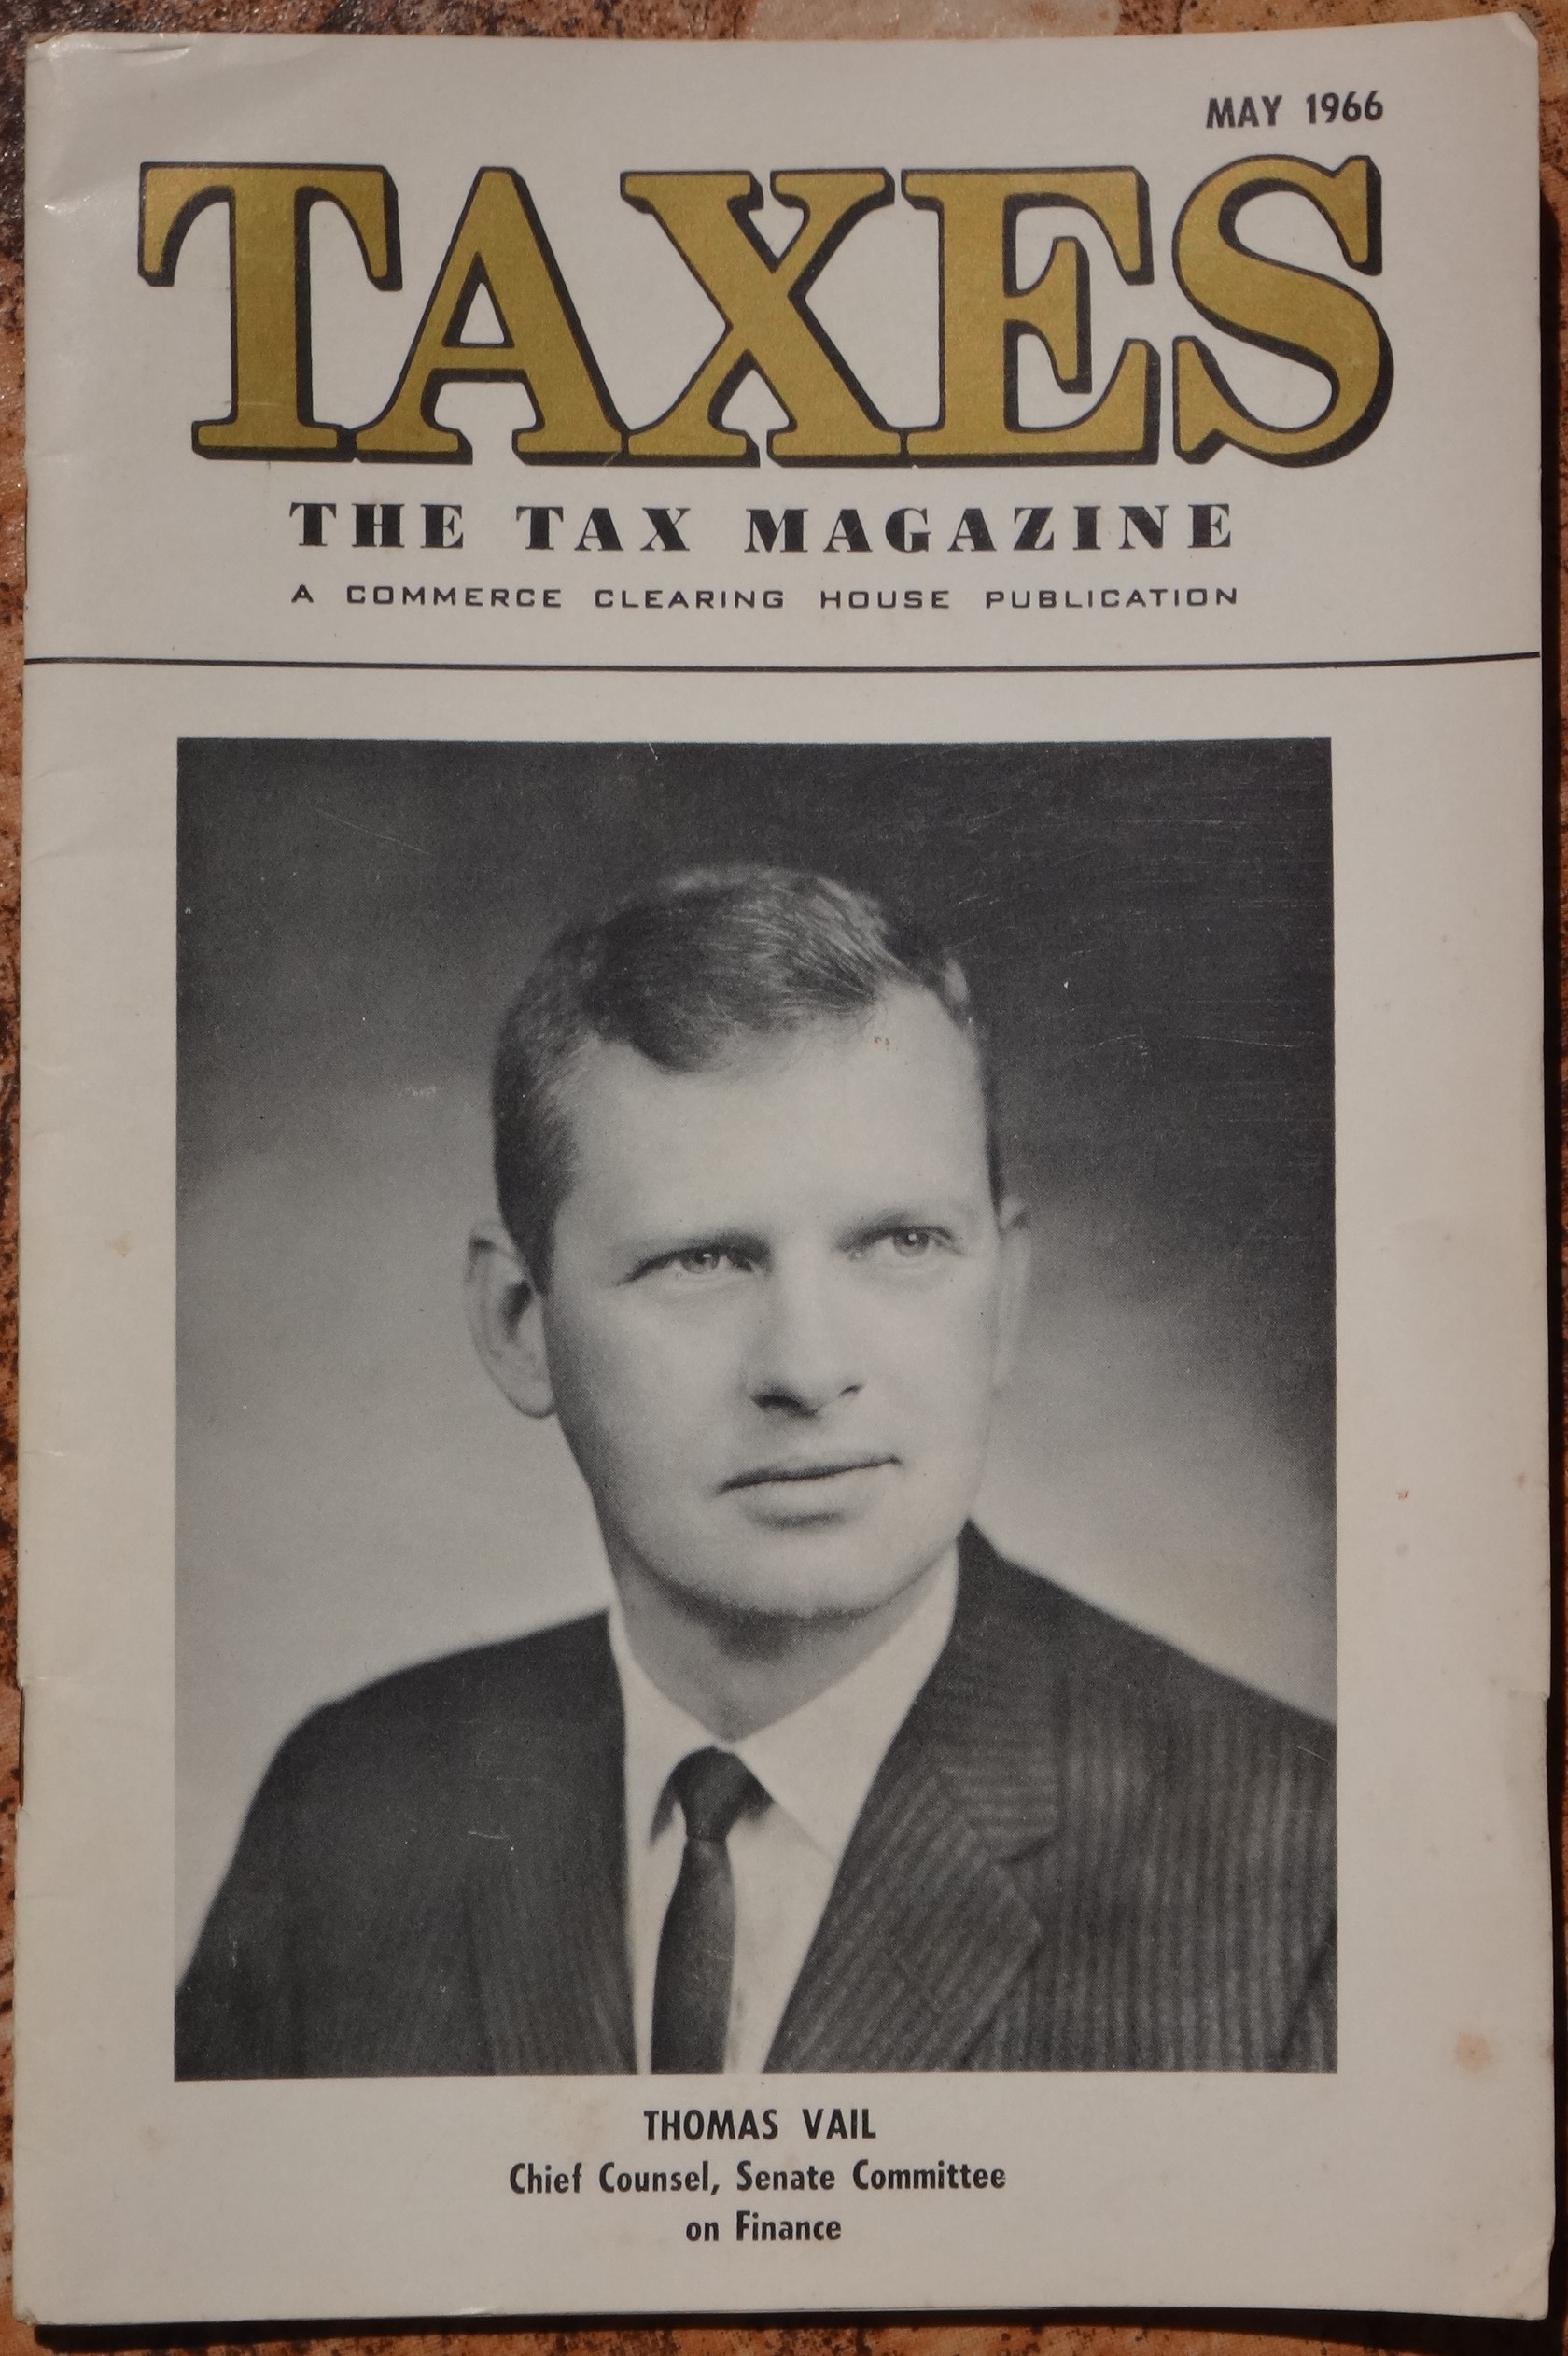 MAY 1966
TAXES
THE TAX MAGAZINE
A COMMERCE CLEARING HOUSE PUBLICATION
THOMAS VAIL
Chief Counsel, Senate Committee
on Finance